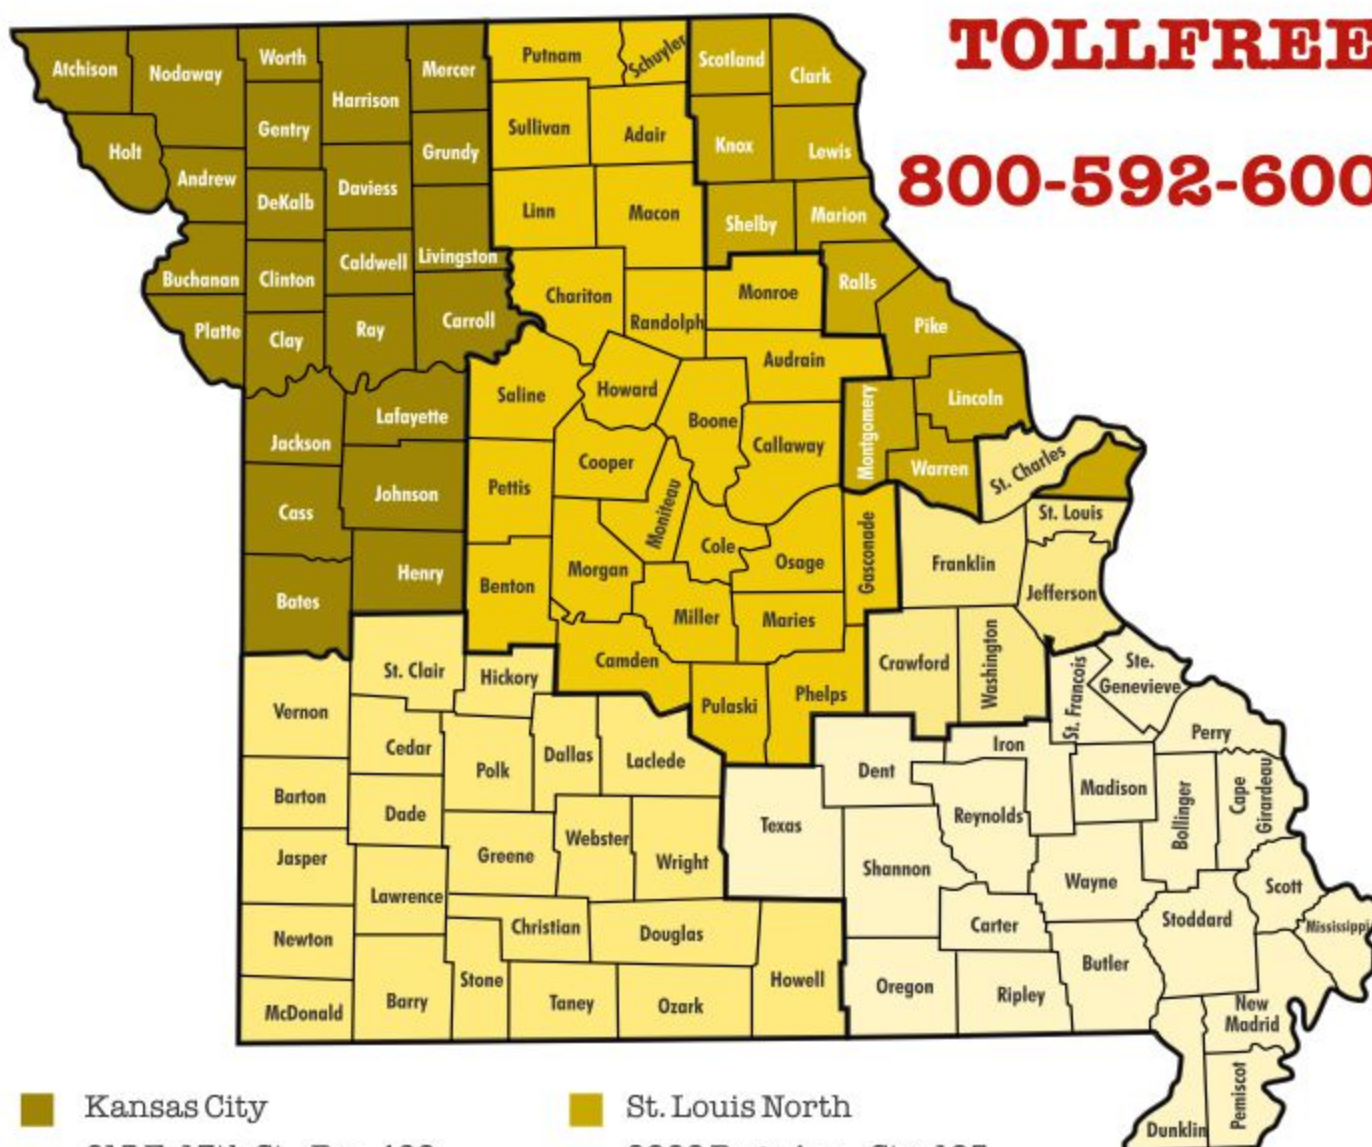 TOLLFREE
800-592-600
Atchison
Nodaway
Worth
Harrison
Mercer
Putnam
Schuyler
Scotland
Clark
Gentry
Holt
Andrew
DeKalb
Daviess
Grundy
Sullivan
Adair
Knox
Lewis
Linn
Macon
Shelby
Marion
Buchanan
Clinton
Caldwell
Livingston
Chariton
Randolph
Monroe
Ralls
Platte
Clay
Ray
Carroll
Pike
Audrain
Saline
Howard
Boone
Callaway
Montgomery
Lincoln
Warren
St. Charles
Jackson
Lafayette
Johnson
Pettis
Cooper
Moniteau
Cole
Osage
Gasconade
Franklin
St. Louis
Jefferson
Cass
Henry
Bates
Benton
Morgan
Miller
Maries
Camden
Pulaski
Phelps
Crawford
Washington
St. Francois
Ste.
Genevieve
Perry
St. Clair
Hickory
Vernon
Cedar
Polk
Dallas
Laclede
Dent
Iron
Madison
Bollinger
Cape
Girardeau
Barton
Dade
Greene
Webster
Wright
Texas
Shannon
Reynolds
Wayne
Scott
Jasper
Lawrence
Christian
Douglas
Howell
Carter
Stoddard
Mississippi
Newton
McDonald
Barry
Stone
Taney
Ozark
Oregon
Ripley
Butler
New
Madrid
Pemiscot
Dunklin
Kansas City
St. Louis North